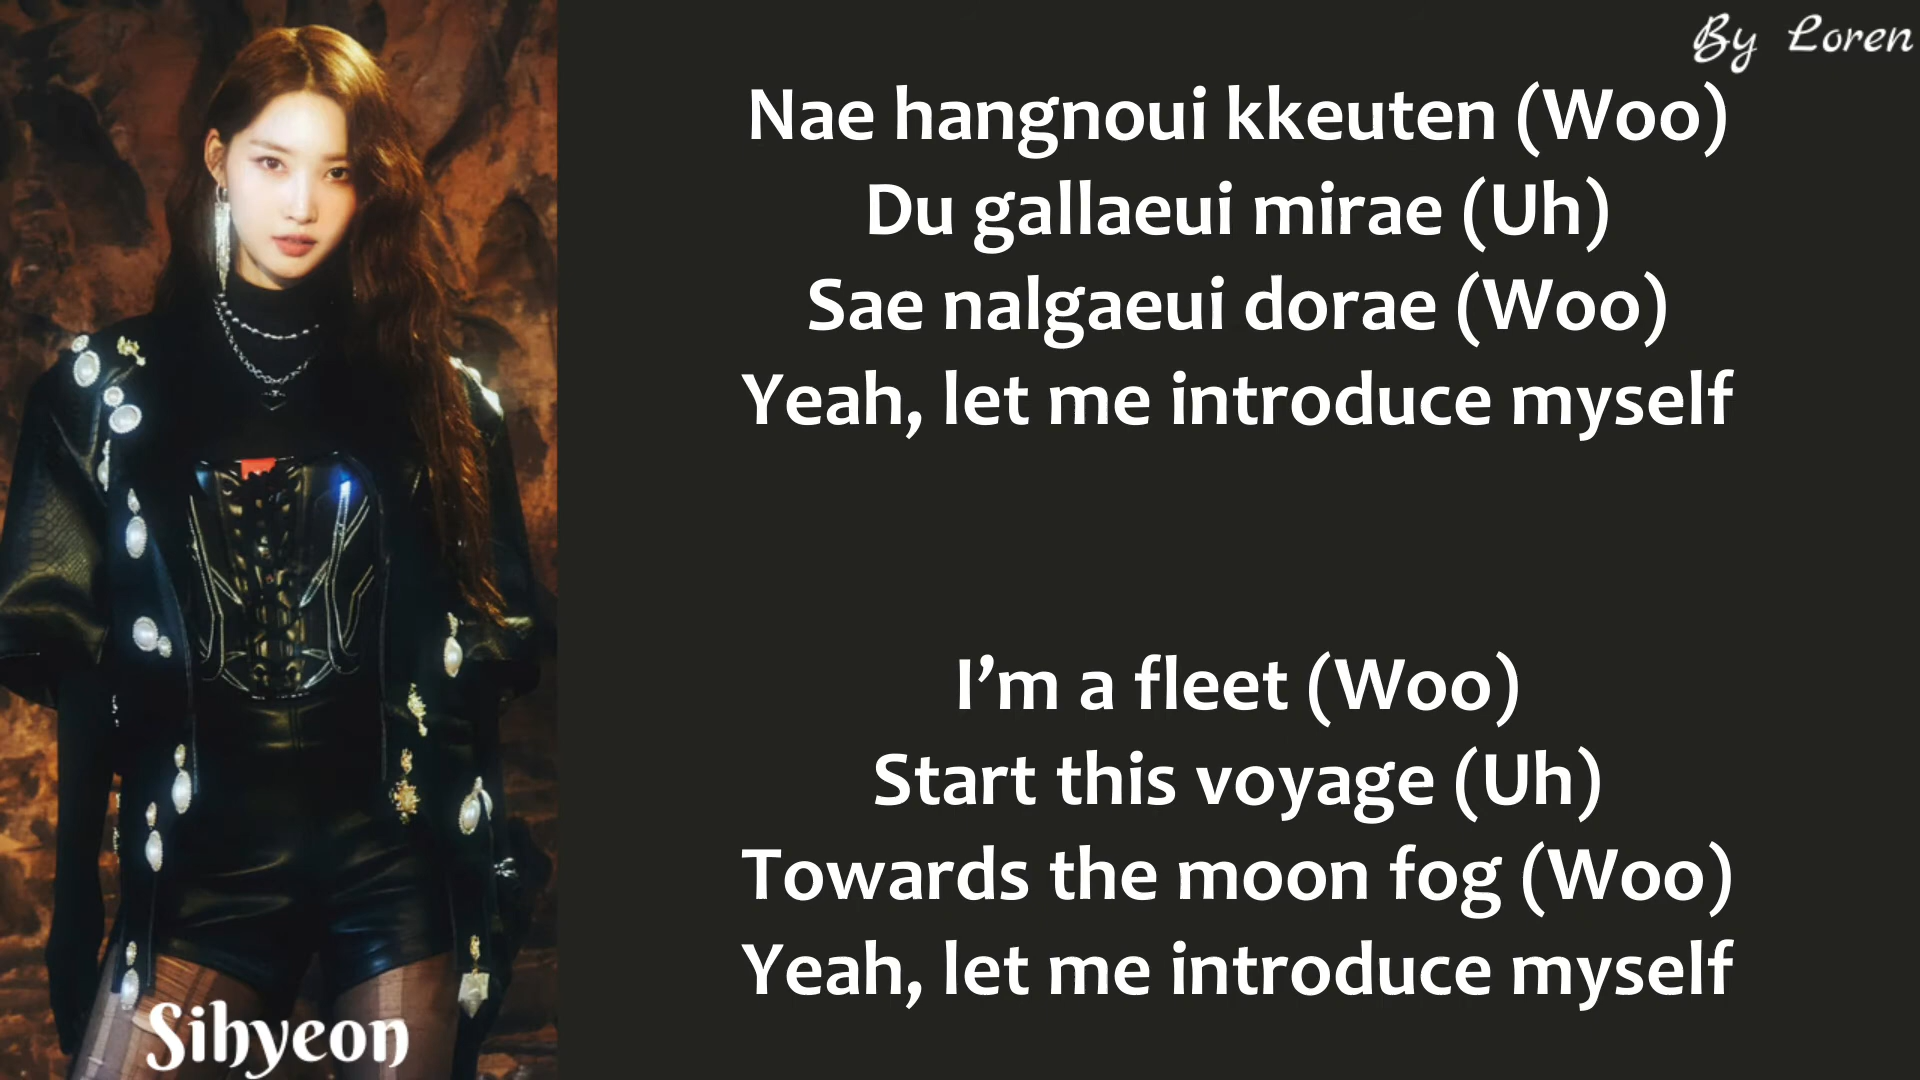 By Loren
Nae hangnoui kkeuten (Woo)
Du gallaeui mirae (Uh)
Sae nalgaeui dorae (Woo)
Yeah, let me introduce myself
I’m a fleet (Woo)
Start this voyage (Uh)
Towards the moon fog (Woo)
Yeah, let me introduce myself
Sihyeon